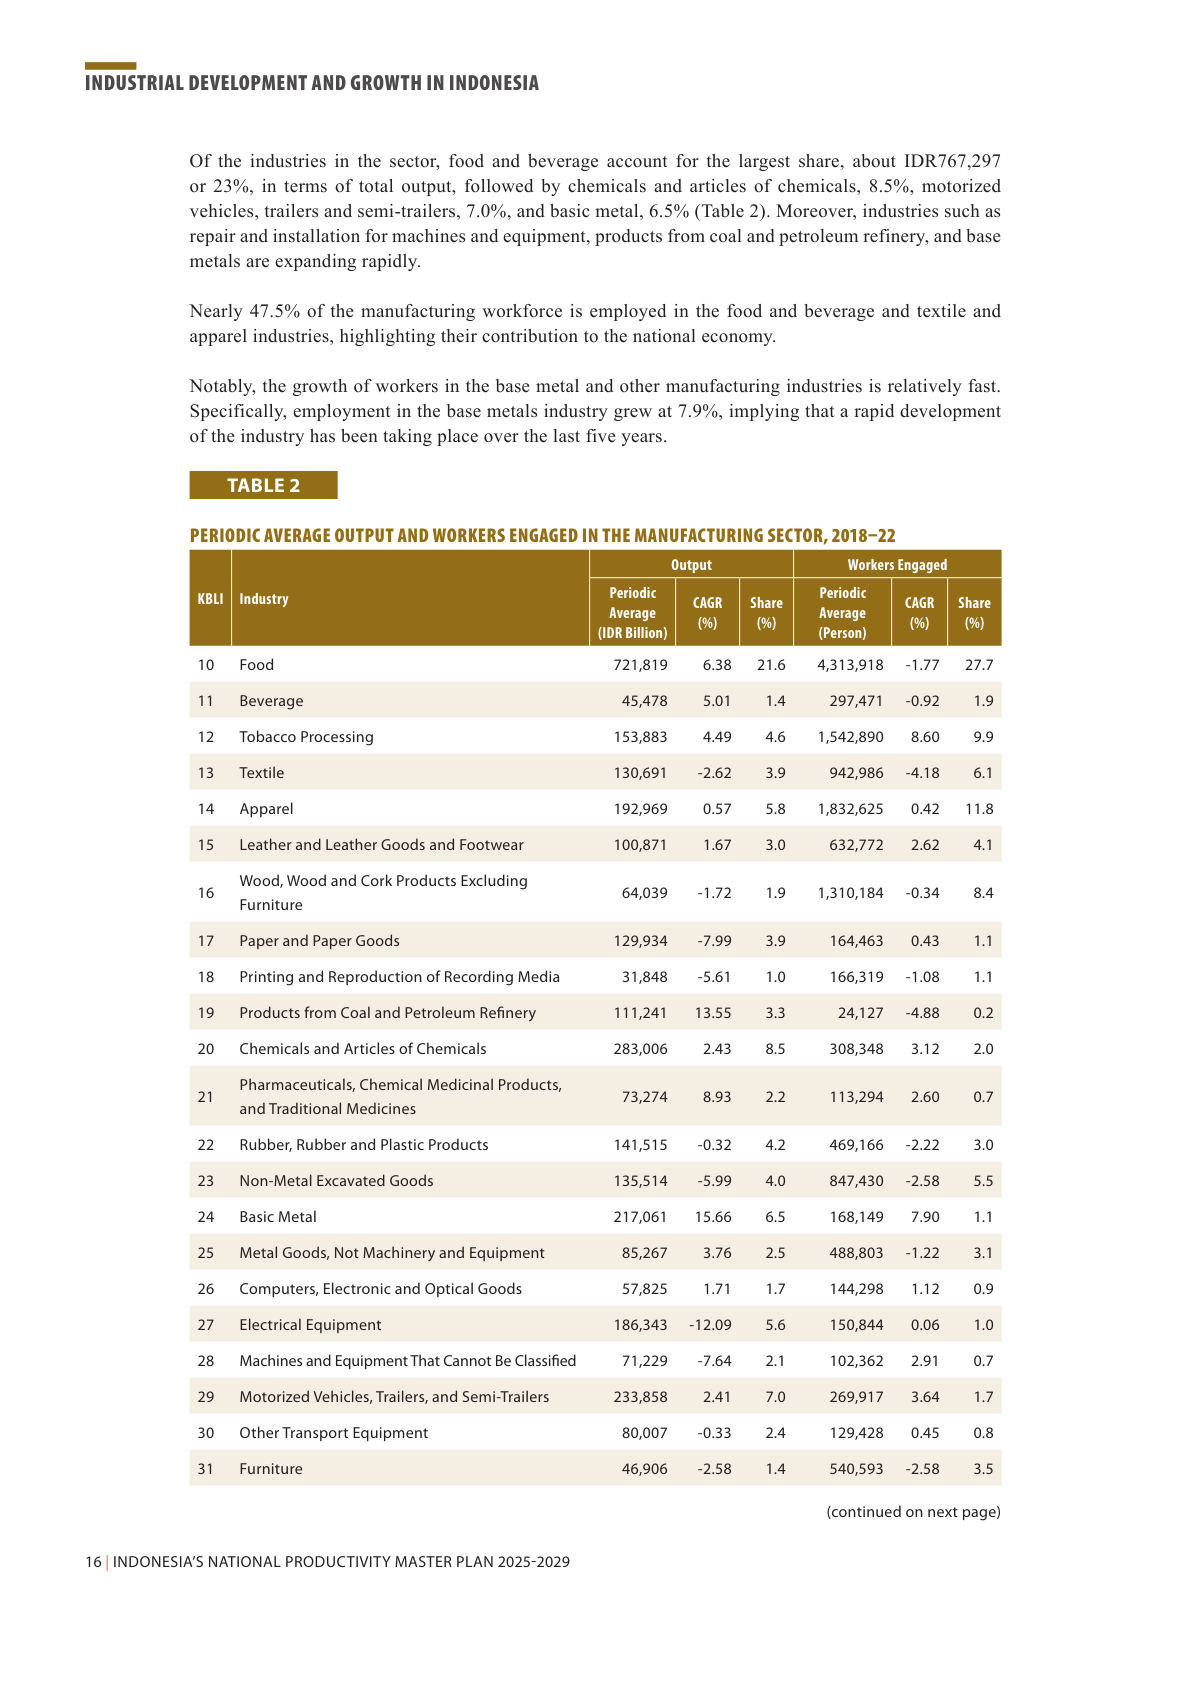 INDUSTRIAL DEVELOPMENT AND GROWTH IN INDONESIA
Of the industries in the sector, food and beverage account for the largest share, about IDR767,297
or 23%, in terms of total output, followed by chemicals and articles of chemicals, 8.5%, motorized
vehicles, trailers and semi-trailers, 7.0%, and basic metal, 6.5% (Table 2). Moreover, industries such as
repair and installation for machines and equipment, products from coal and petroleum refinery, and base
metals are expanding rapidly.
Nearly 47.5% of the manufacturing workforce is employed in the food and beverage and textile and
apparel industries, highlighting their contribution to the national economy.
Notably, the growth of workers in the base metal and other manufacturing industries is relatively fast.
Specifically, employment in the base metals industry grew at 7.9%, implying that a rapid development
of the industry has been taking place over the last five years.
TABLE 2
PERIODIC AVERAGE OUTPUT AND WORKERS ENGAGED IN THE MANUFACTURING SECTOR, 2018–22
Output Workers Engaged
KBLI Industry Periodic Average (IDR Billion) CAGR (%) Share (%) Periodic Average (Person) CAGR (%) Share (%)
10 Food 721,819 6.38 21.6 4,313,918 -1.77 27.7
11 Beverage 45,478 5.01 1.4 297,471 -0.92 1.9
12 Tobacco Processing 153,883 4.49 4.6 1,542,890 8.60 9.9
13 Textile 130,691 -2.62 3.9 942,986 -4.18 6.1
14 Apparel 192,969 0.57 5.8 1,832,625 0.42 11.8
15 Leather and Leather Goods and Footwear 100,871 1.67 3.0 632,772 2.62 4.1
16 Wood, Wood and Cork Products Excluding
Furniture 64,039 -1.72 1.9 1,310,184 -0.34 8.4
17 Paper and Paper Goods 129,934 -7.99 3.9 164,463 0.43 1.1
18 Printing and Reproduction of Recording Media 31,848 -5.61 1.0 166,319 -1.08 1.1
19 Products from Coal and Petroleum Refinery 111,241 13.55 3.3 24,127 -4.88 0.2
20 Chemicals and Articles of Chemicals 283,006 2.43 8.5 308,348 3.12 2.0
21 Pharmaceuticals, Chemical Medicinal Products,
and Traditional Medicines 73,274 8.93 2.2 113,294 2.60 0.7
22 Rubber, Rubber and Plastic Products 141,515 -0.32 4.2 469,166 -2.22 3.0
23 Non-Metal Excavated Goods 135,514 -5.99 4.0 847,430 -2.58 5.5
24 Basic Metal 217,061 15.66 6.5 168,149 7.90 1.1
25 Metal Goods, Not Machinery and Equipment 85,267 3.76 2.5 488,803 -1.22 3.1
26 Computers, Electronic and Optical Goods 57,825 1.71 1.7 144,298 1.12 0.9
27 Electrical Equipment 186,343 -12.09 5.6 150,844 0.06 1.0
28 Machines and Equipment That Cannot Be Classified 71,229 -7.64 2.1 102,362 2.91 0.7
29 Motorized Vehicles, Trailers, and Semi-Trailers 233,858 2.41 7.0 269,917 3.64 1.7
30 Other Transport Equipment 80,007 -0.33 2.4 129,428 0.45 0.8
31 Furniture 46,906 -2.58 1.4 540,593 -2.58 3.5
(continued on next page)
16 | INDONESIA'S NATIONAL PRODUCTIVITY MASTER PLAN 2025-2029